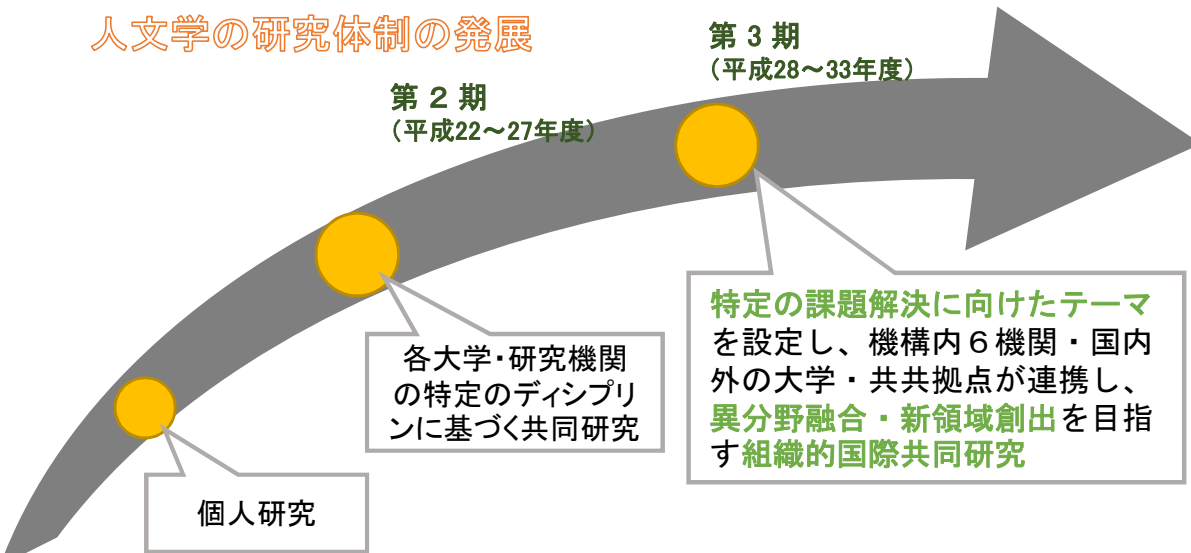 人文学の研究体制の発展
第３期
（平成28～33年度）
第２期
（平成22～27年度）
特定の課題解決に向けたテーマ
を設定し、機構内６機関・国内
外の大学・共共拠点が連携し、
異分野融合・新領域創出を目指
す組織的国際共同研究
各大学・研究機関
の特定のディシプリ
ンに基づく共同研究
個人研究